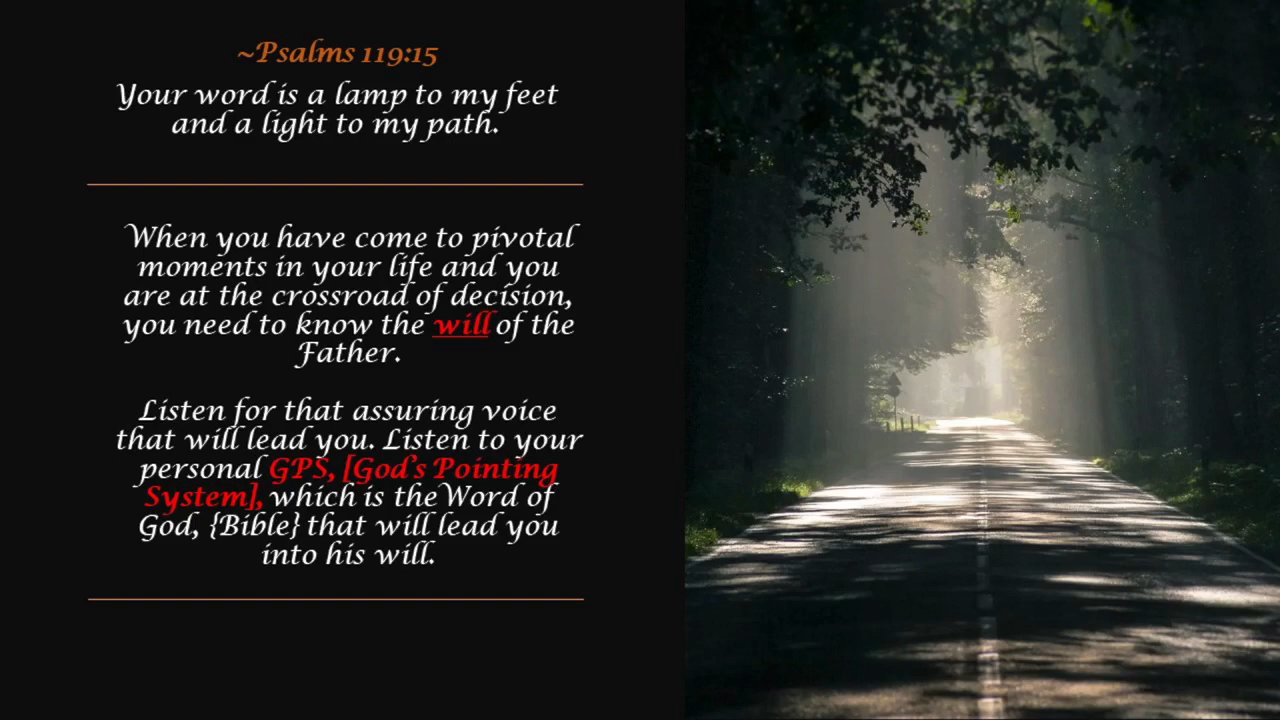 ~Psalms 119:15
Your word is a lamp to my feet
and a light to my path.
When you have come to pivotal
moments in your life and you
are at the crossroad of decision,
you need to know the will of the
Father.
Listen for that assuring voice
that will lead you. Listen to your
personal GPS, [God's Pointing
System], which is the Word of
God, {Bible} that will lead you
into his will.